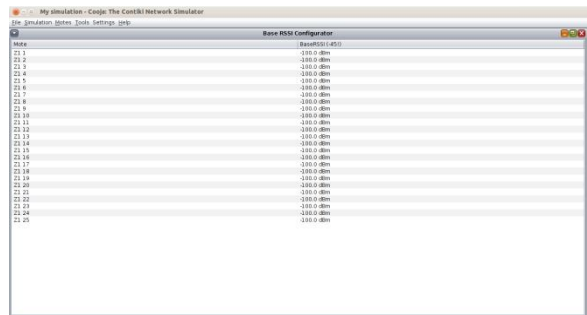 My simulation - Cooja: The Contiki Network Simulator
File Simulation Motes Tools Settings Help
Base RSSI Configurator
Mote BaseRSSI (-45!)
Z1 1 -100.0 dBm
Z1 2 -100.0 dBm
Z1 3 -100.0 dBm
Z1 4 -100.0 dBm
Z1 5 -100.0 dBm
Z1 6 -100.0 dBm
Z1 7 -100.0 dBm
Z1 8 -100.0 dBm
Z1 9 -100.0 dBm
Z1 10 -100.0 dBm
Z1 11 -100.0 dBm
Z1 12 -100.0 dBm
Z1 13 -100.0 dBm
Z1 14 -100.0 dBm
Z1 15 -100.0 dBm
Z1 16 -100.0 dBm
Z1 17 -100.0 dBm
Z1 18 -100.0 dBm
Z1 19 -100.0 dBm
Z1 20 -100.0 dBm
Z1 21 -100.0 dBm
Z1 22 -100.0 dBm
Z1 23 -100.0 dBm
Z1 24 -100.0 dBm
Z1 25 -100.0 dBm